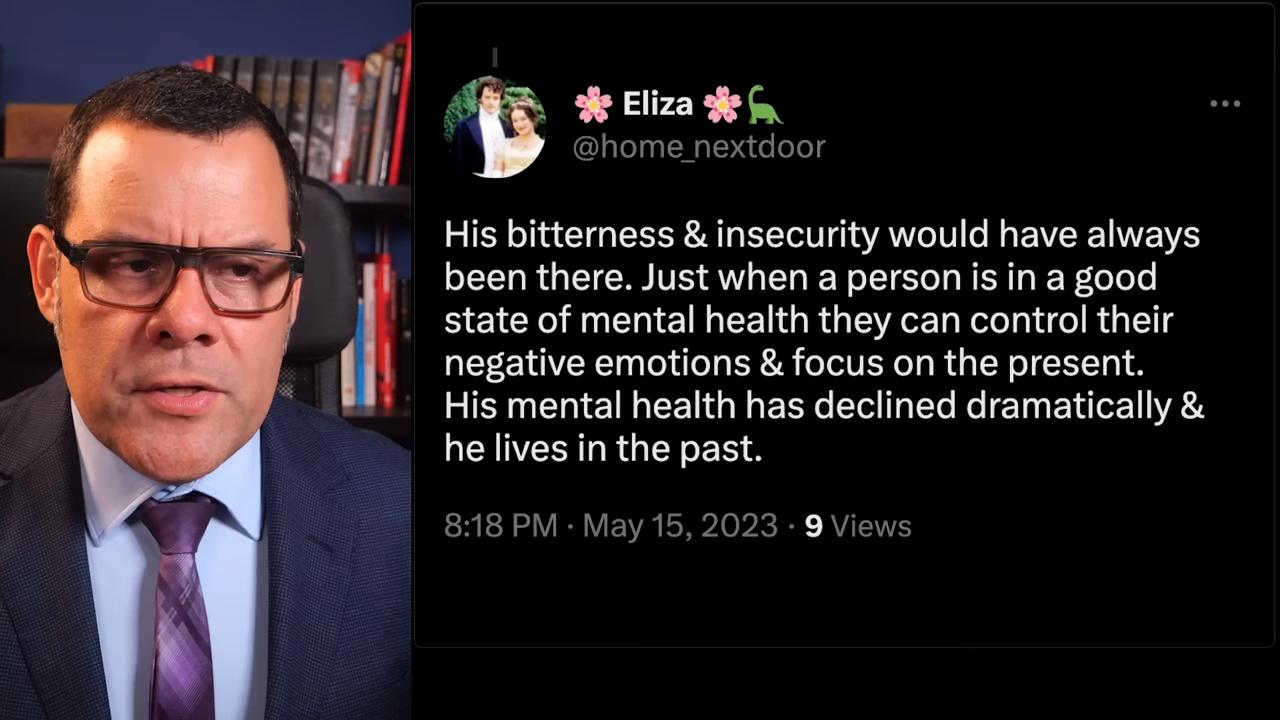 🌸 Eliza 🌸🦕
@home_nextdoor
His bitterness & insecurity would have always
been there. Just when a person is in a good
state of mental health they can control their
negative emotions & focus on the present.
His mental health has declined dramatically &
he lives in the past.
8:18 PM · May 15, 2023 · 9 Views